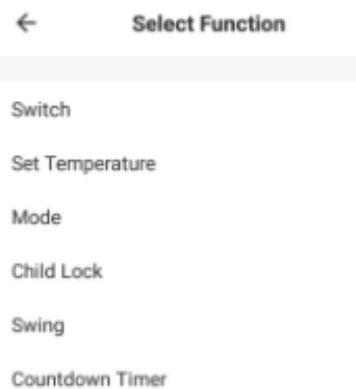 Select Function
Switch
Set Temperature
Mode
Child Lock
Swing
Countdown Timer